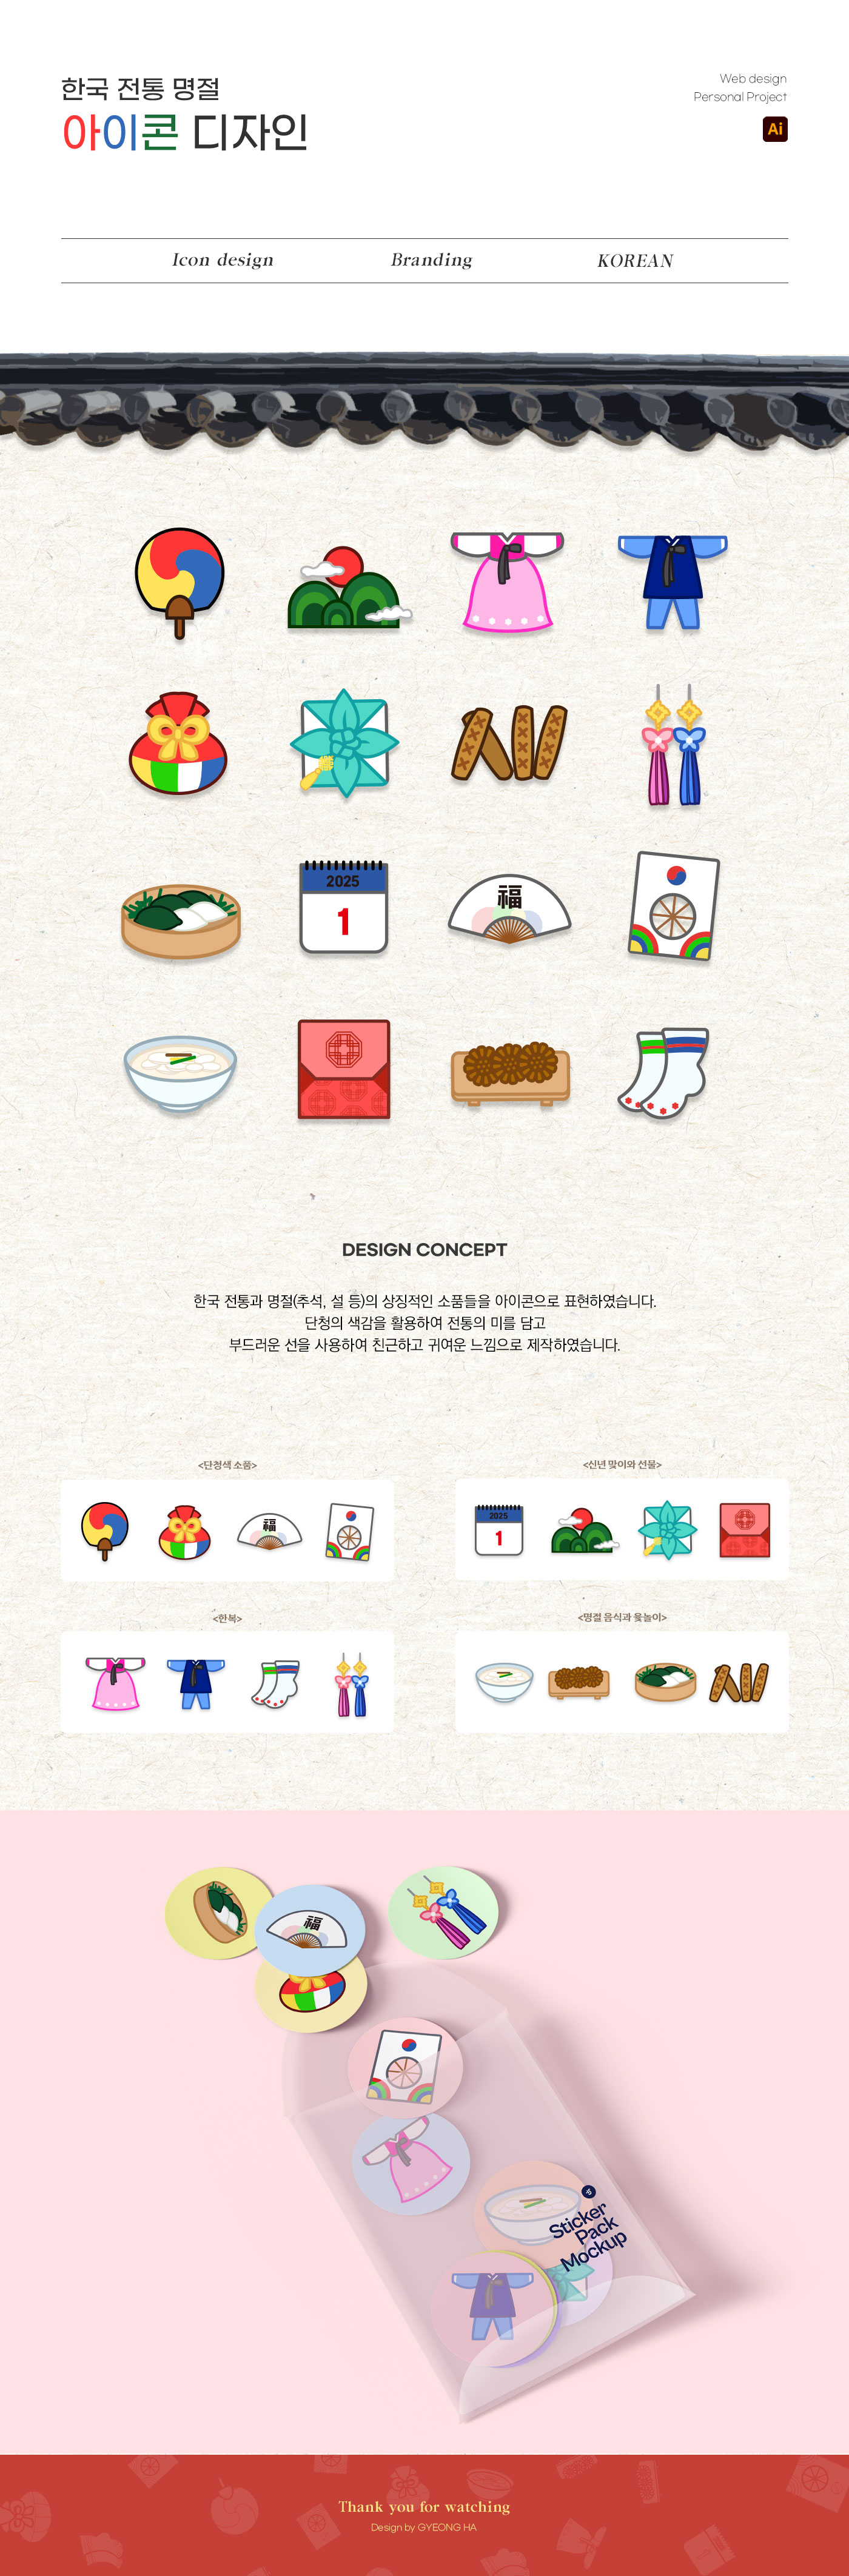 한국 전통 명절
아이콘 디자인
Web design
Personal Project
Ai
Icon design
Branding
KOREAN
福
2025
1
DESIGN CONCEPT
한국 전통과 명절(추석, 설 등)의 상징적인 소품들을 아이콘으로 표현하였습니다.
단청의 색감을 활용하여 전통의 미를 담고
부드러운 선을 사용하여 친근하고 귀여운 느낌으로 제작하였습니다.
<단청색 소품>
福
<신년 맞이와 선물>
2025
1
<한복>
<명절 음식과 윷놀이>
福
Sticker
Pack
Mockup
Thank you for watching
Design by GYEONG HA